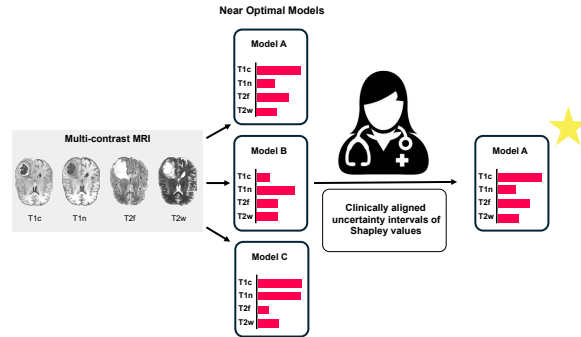 Near Optimal Models
Model A
T1c
T1n
T2f
T2w
Multi-contrast MRI
T1c
T1n
T2f
T2w
Model B
T1c
T1n
T2f
T2w
Model C
T1c
T1n
T2f
T2w
Clinically aligned
uncertainty intervals of
Shapley values
Model A
T1c
T1n
T2f
T2w